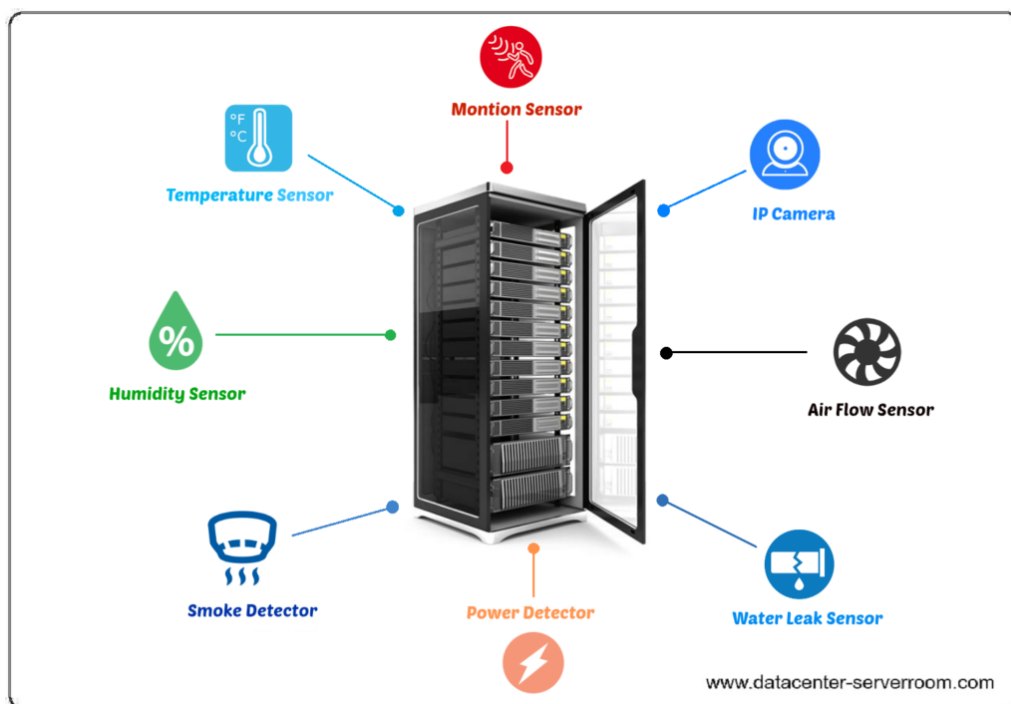 Montion Sensor
°F
°C
Temperature Sensor
IP Camera
%
Humidity Sensor
Air Flow Sensor
Smoke Detector
Power Detector
Water Leak Sensor
www.datacenter-serverroom.com